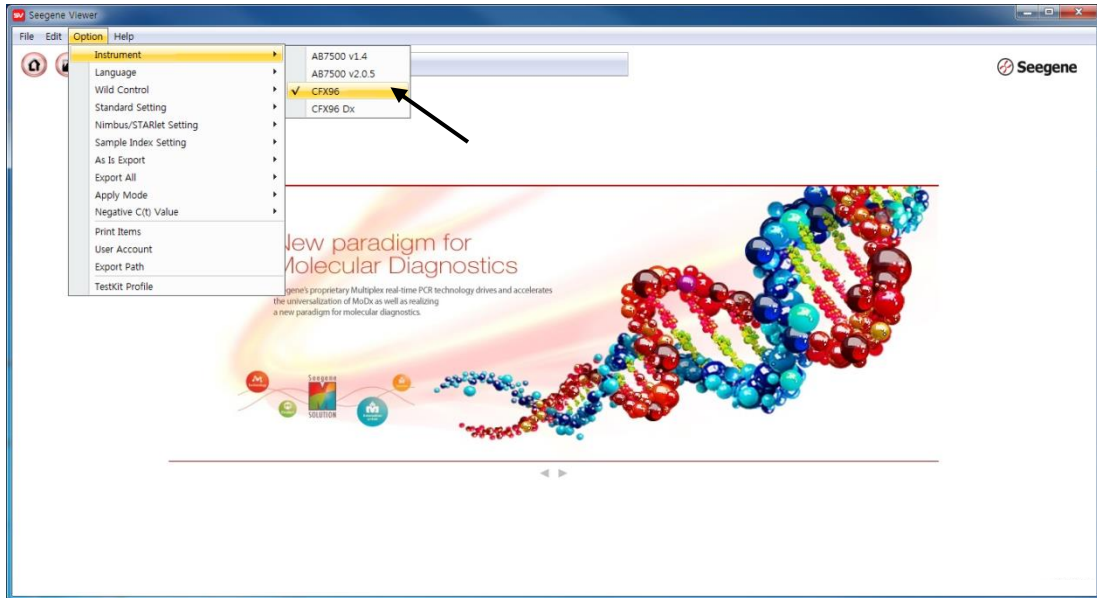 Seegene Viewer
File Edit Option Help
Instrument
Language
Wild Control
Standard Setting
Nimbus/STARlet Setting
Sample Index Setting
As Is Export
Export All
Apply Mode
Negative C(t) Value
Print Items
User Account
Export Path
TestKit Profile
AB7500 v1.4
AB7500 v2.0.5
✓ CFX96
CFX96 Dx
Seegene
New paradigm for
Molecular Diagnostics
egene's proprietary Multiplex real-time PCR technology drives and accelerates
the universalization of MoDx as well as realizing
a new paradigm for molecular diagnostics.
Seegene
SOLUTION